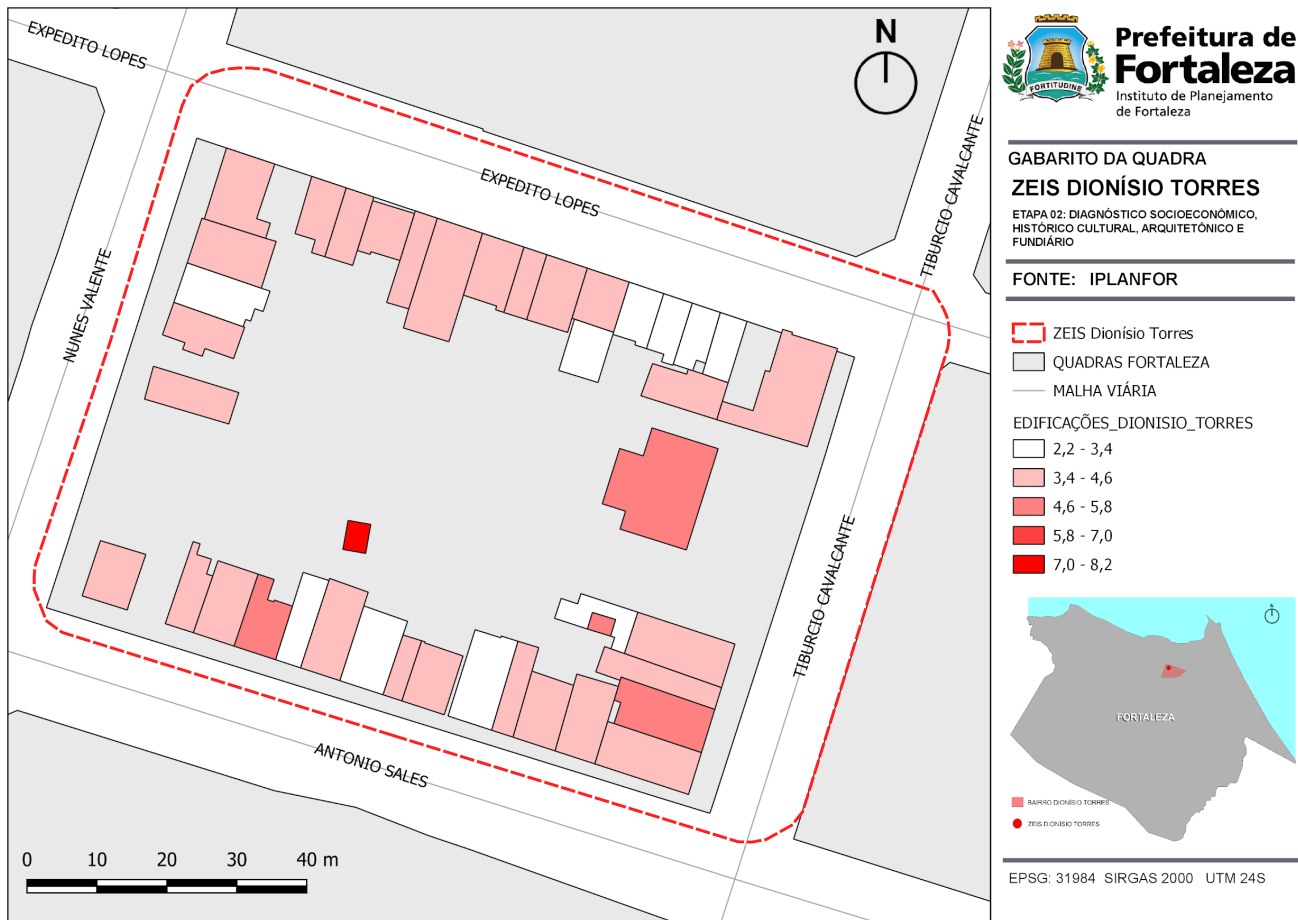 EXPEDITO LOPES
N
TIBURCIO CAVALCANTE
EXPEDITO LOPES
NUNES VALENTE
TIBURCIO CAVALCANTE
ANTONIO SALES
0 10 20 30 40 m
FORTITUDINE
Prefeitura de
Fortaleza
Instituto de Planejamento
de Fortaleza
GABARITO DA QUADRA
ZEIS DIONÍSIO TORRES
ETAPA 02: DIAGNÓSTICO SOCIOECONÔMICO,
HISTÓRICO CULTURAL, ARQUITETÔNICO E
FUNDIÁRIO
FONTE: IPLANFOR
ZEIS Dionísio Torres
QUADRAS FORTALEZA
MALHA VIÁRIA
EDIFICAÇÕES_DIONISIO_TORRES
2,2 - 3,4
3,4 - 4,6
4,6 - 5,8
5,8 - 7,0
7,0 - 8,2
N
FORTALEZA
BAIRRO DIONÍSIO TORRES
ZEIS DIONÍSIO TORRES
EPSG: 31984 SIRGAS 2000 UTM 24S